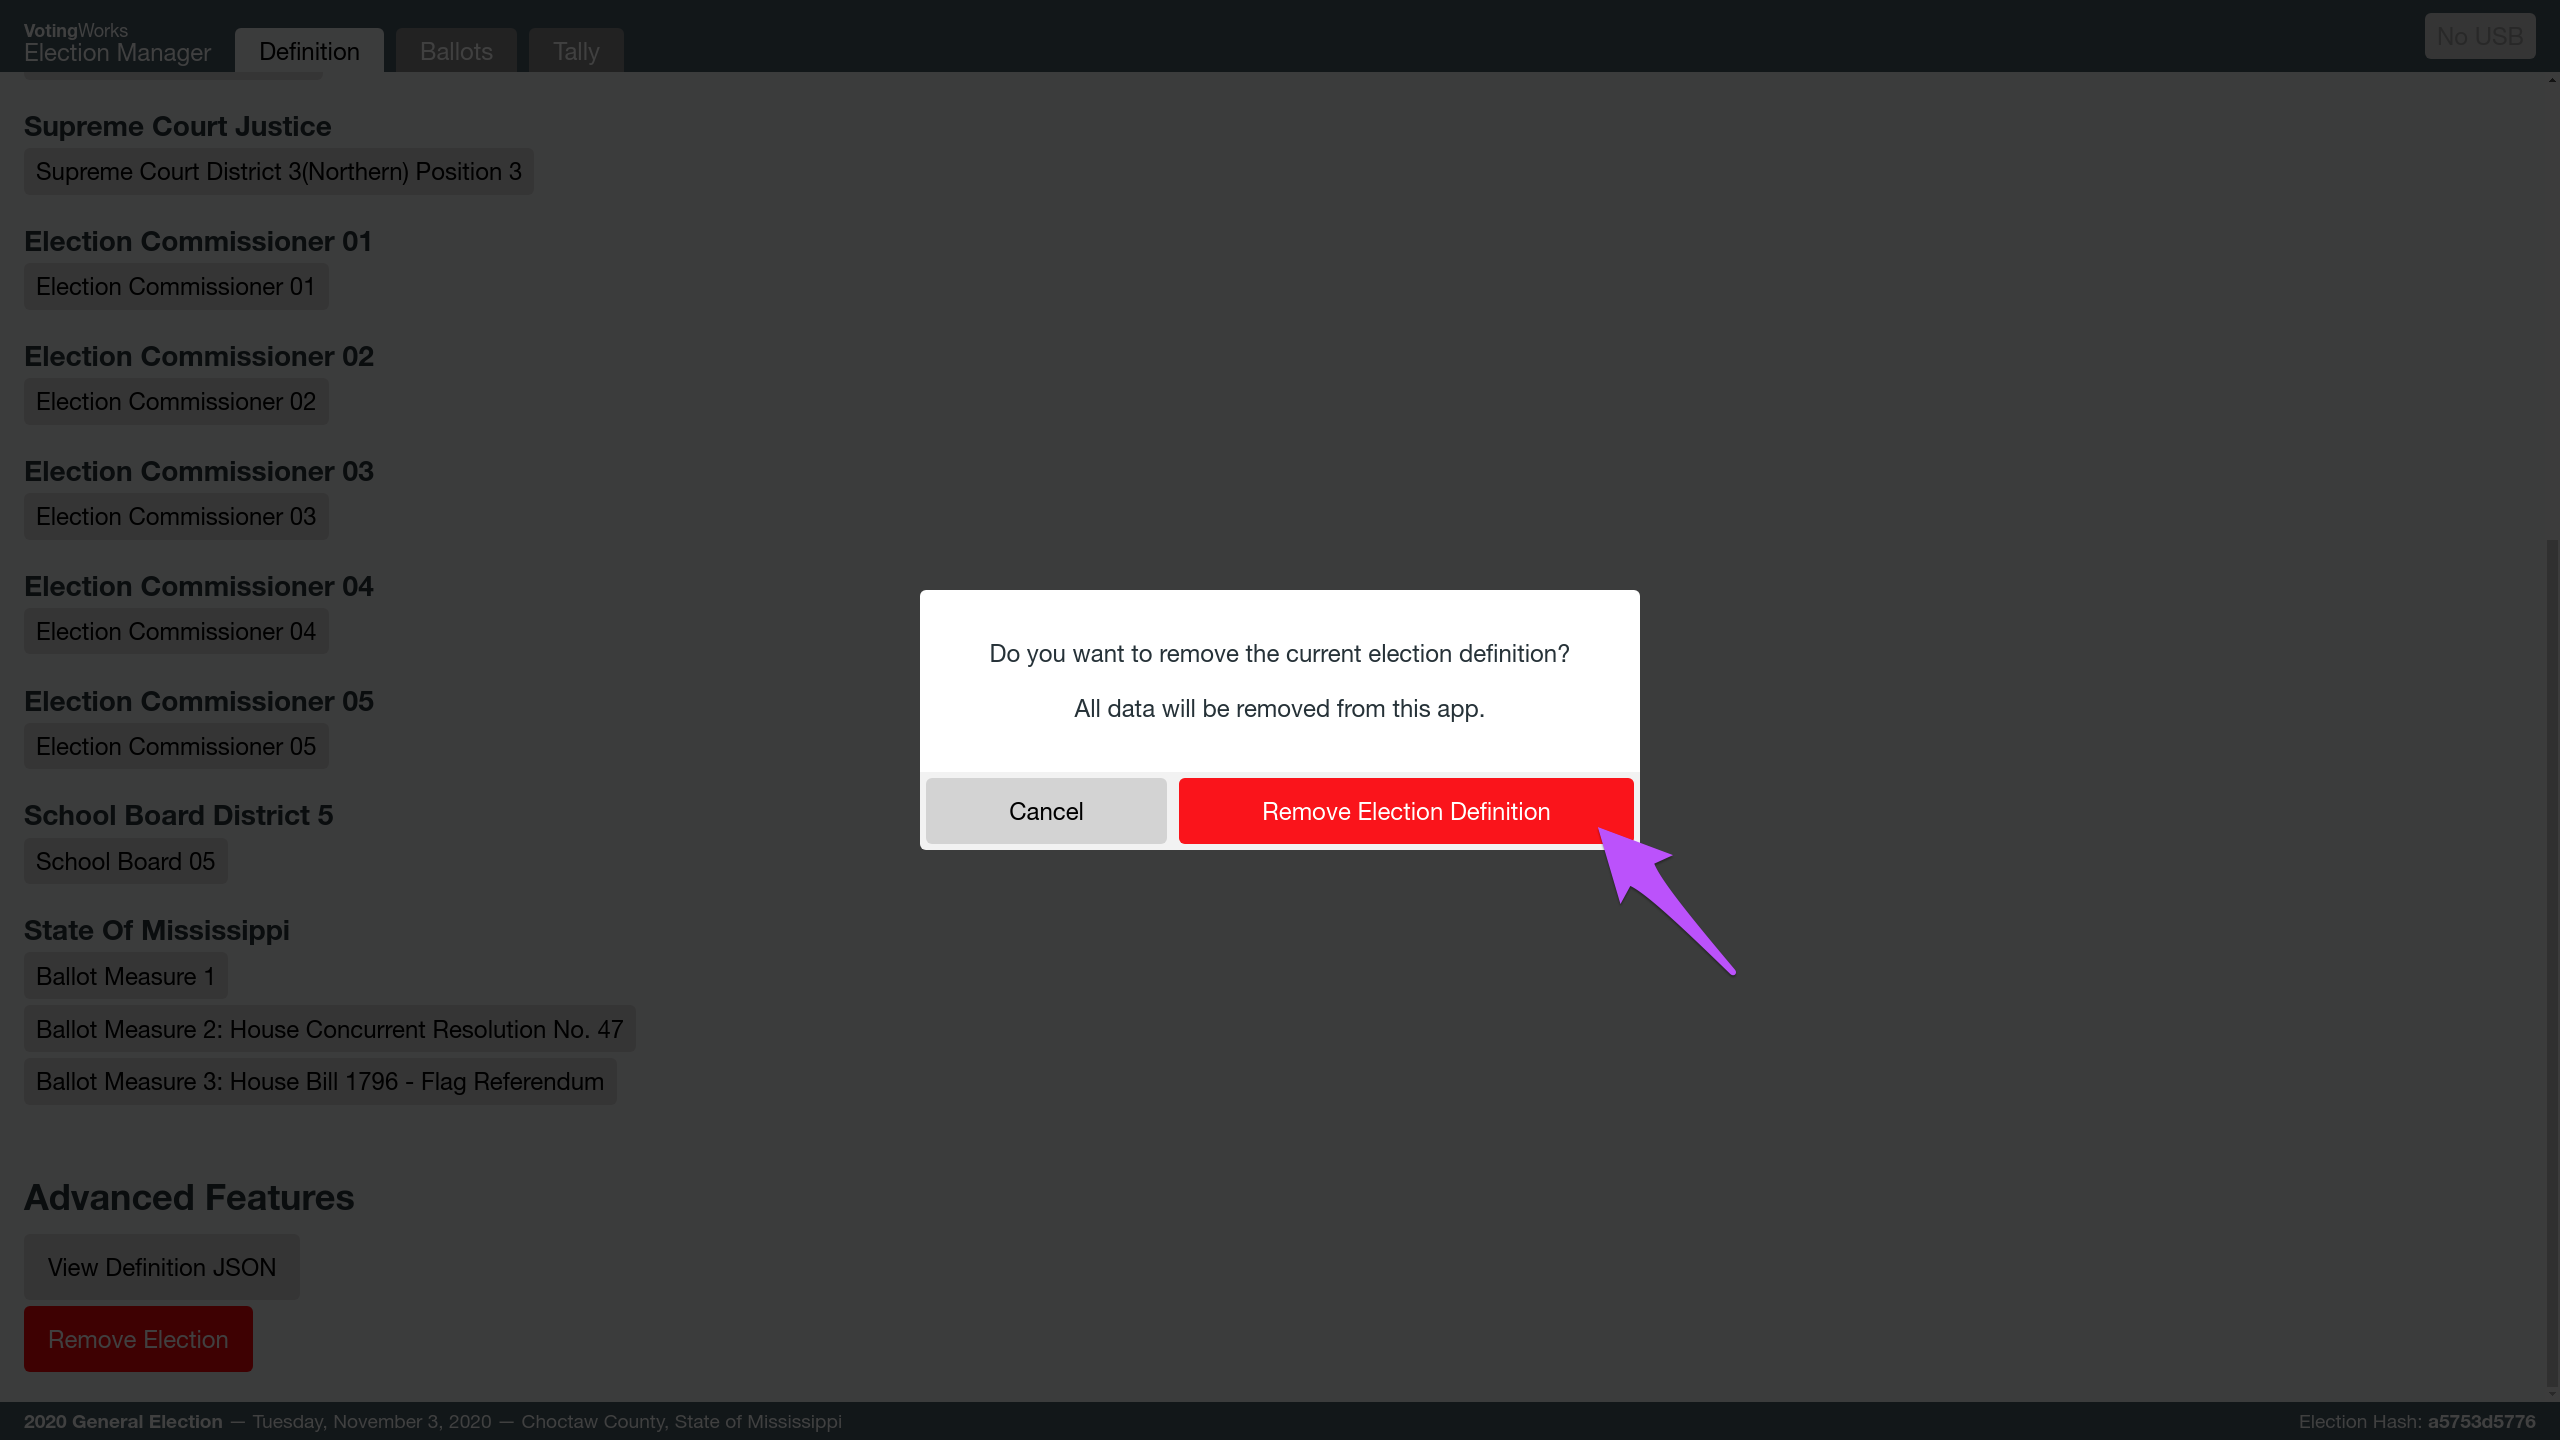 VotingWorks
Election Manager
Definition
Ballots
Tally
No USB
Supreme Court Justice
Supreme Court District 3(Northern) Position 3
Election Commissioner 01
Election Commissioner 01
Election Commissioner 02
Election Commissioner 02
Election Commissioner 03
Election Commissioner 03
Election Commissioner 04
Election Commissioner 04
Election Commissioner 05
Election Commissioner 05
School Board District 5
School Board 05
State Of Mississippi
Ballot Measure 1
Ballot Measure 2: House Concurrent Resolution No. 47
Ballot Measure 3: House Bill 1796 - Flag Referendum
Advanced Features
View Definition JSON
Remove Election
Do you want to remove the current election definition?
All data will be removed from this app.
Cancel
Remove Election Definition
2020 General Election — Tuesday, November 3, 2020 — Choctaw County, State of Mississippi
Election Hash: a5753d5776